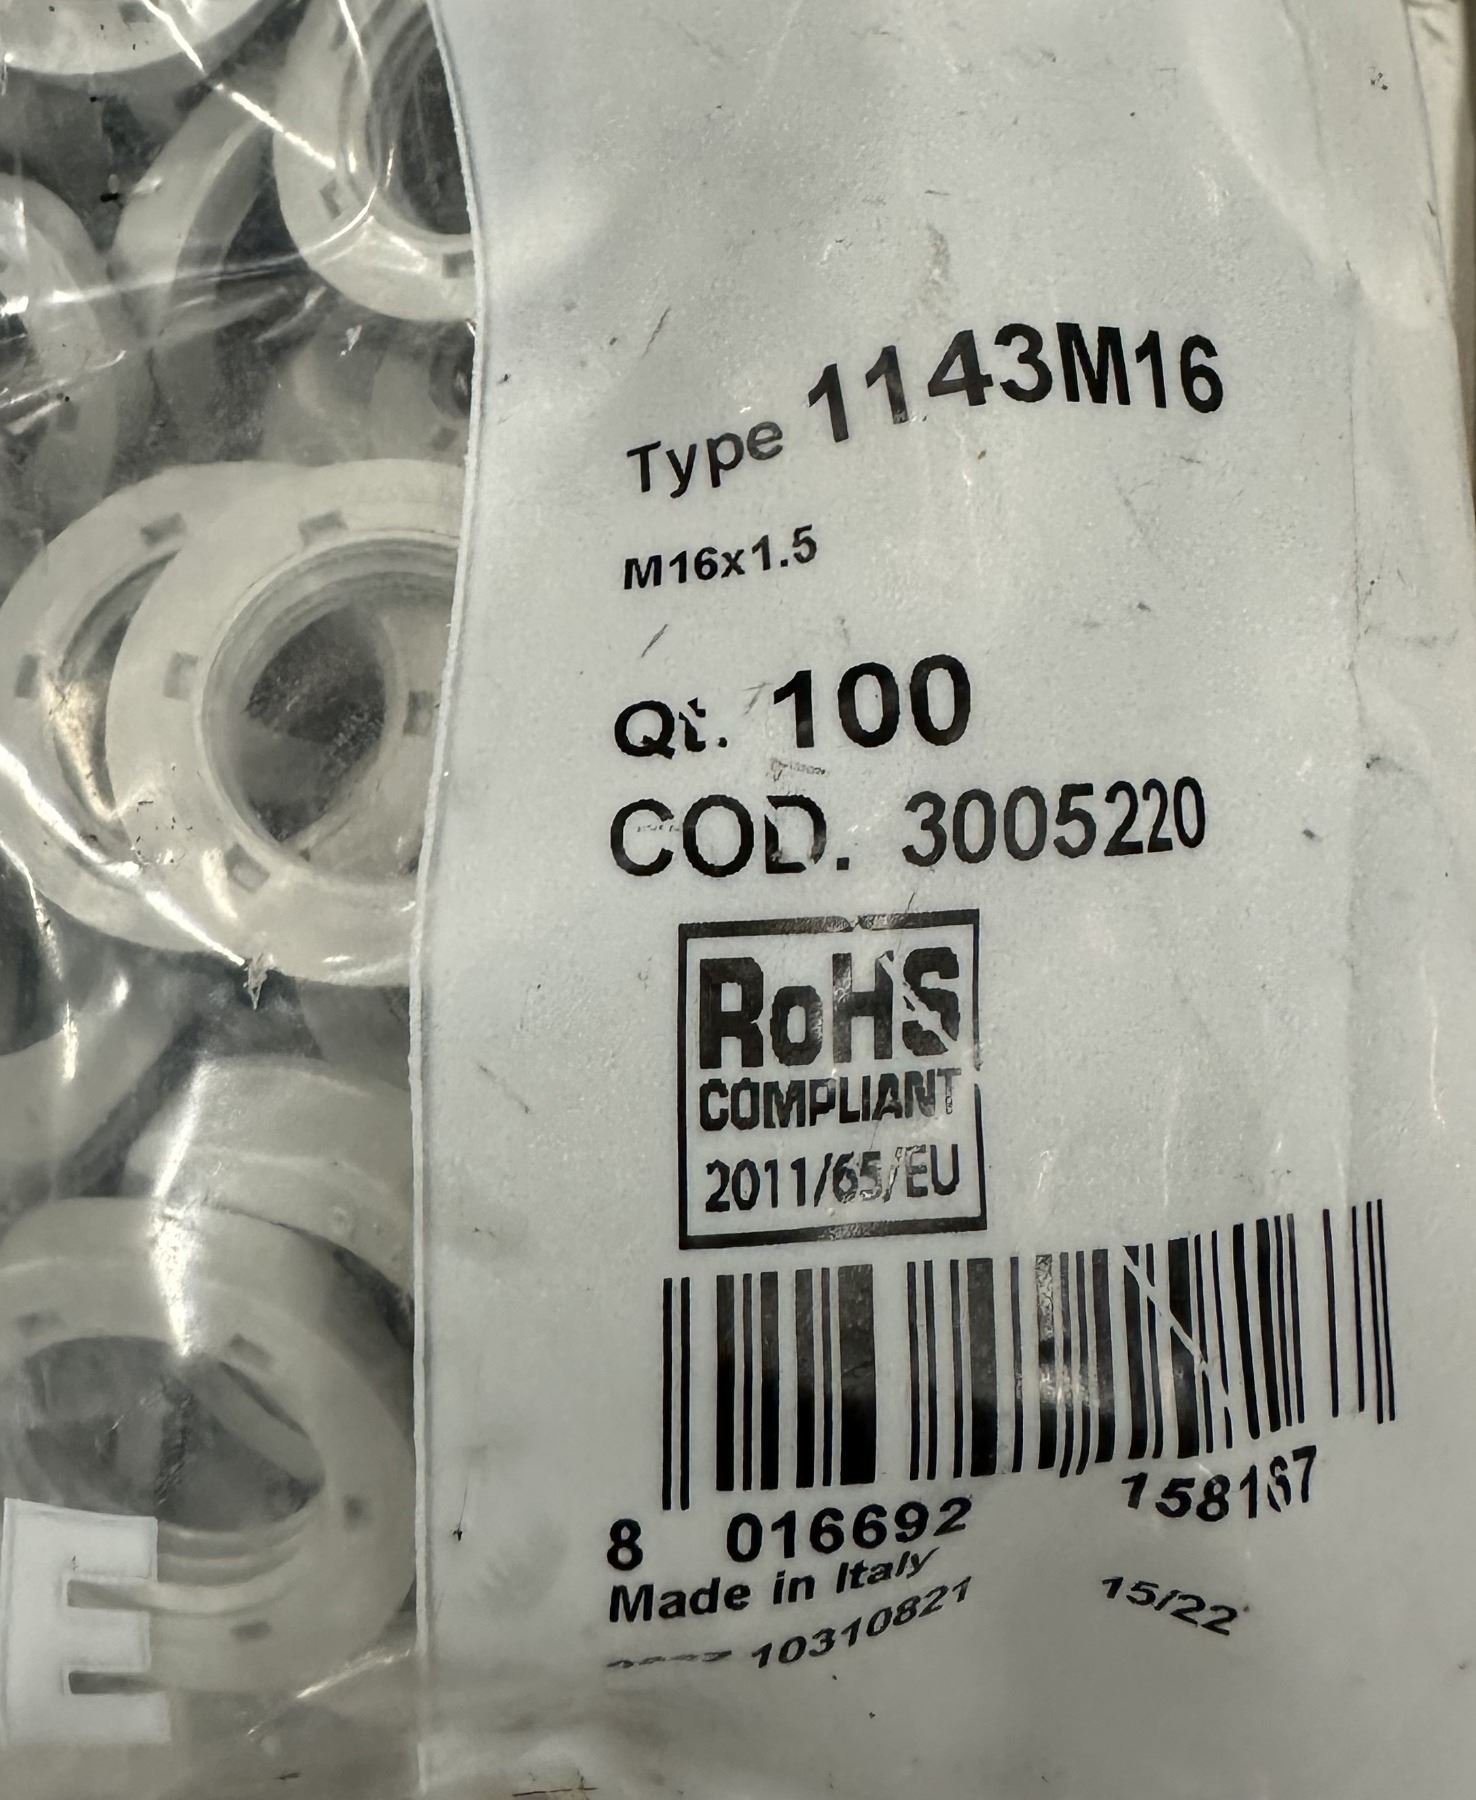 Type 1143M16
M16x1.5
Qt. 100
COD. 3005220
RoHS
COMPLIANT
2011/65/EU
8 016692 158167
Made in Italy
10310821 15/22
E